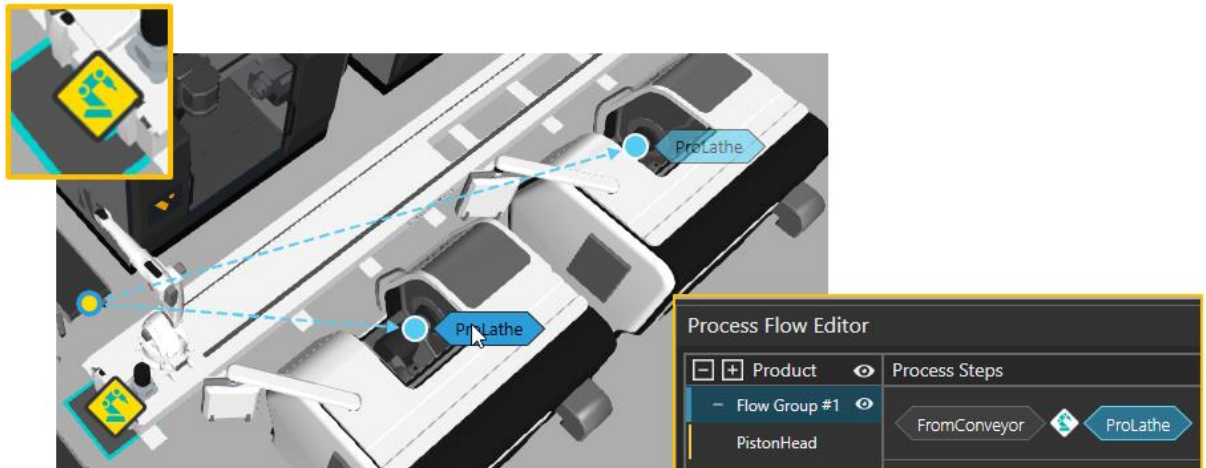 ProLathe
ProLathe
Process Flow Editor
Product
Process Steps
Flow Group #1
FromConveyor
ProLathe
PistonHead